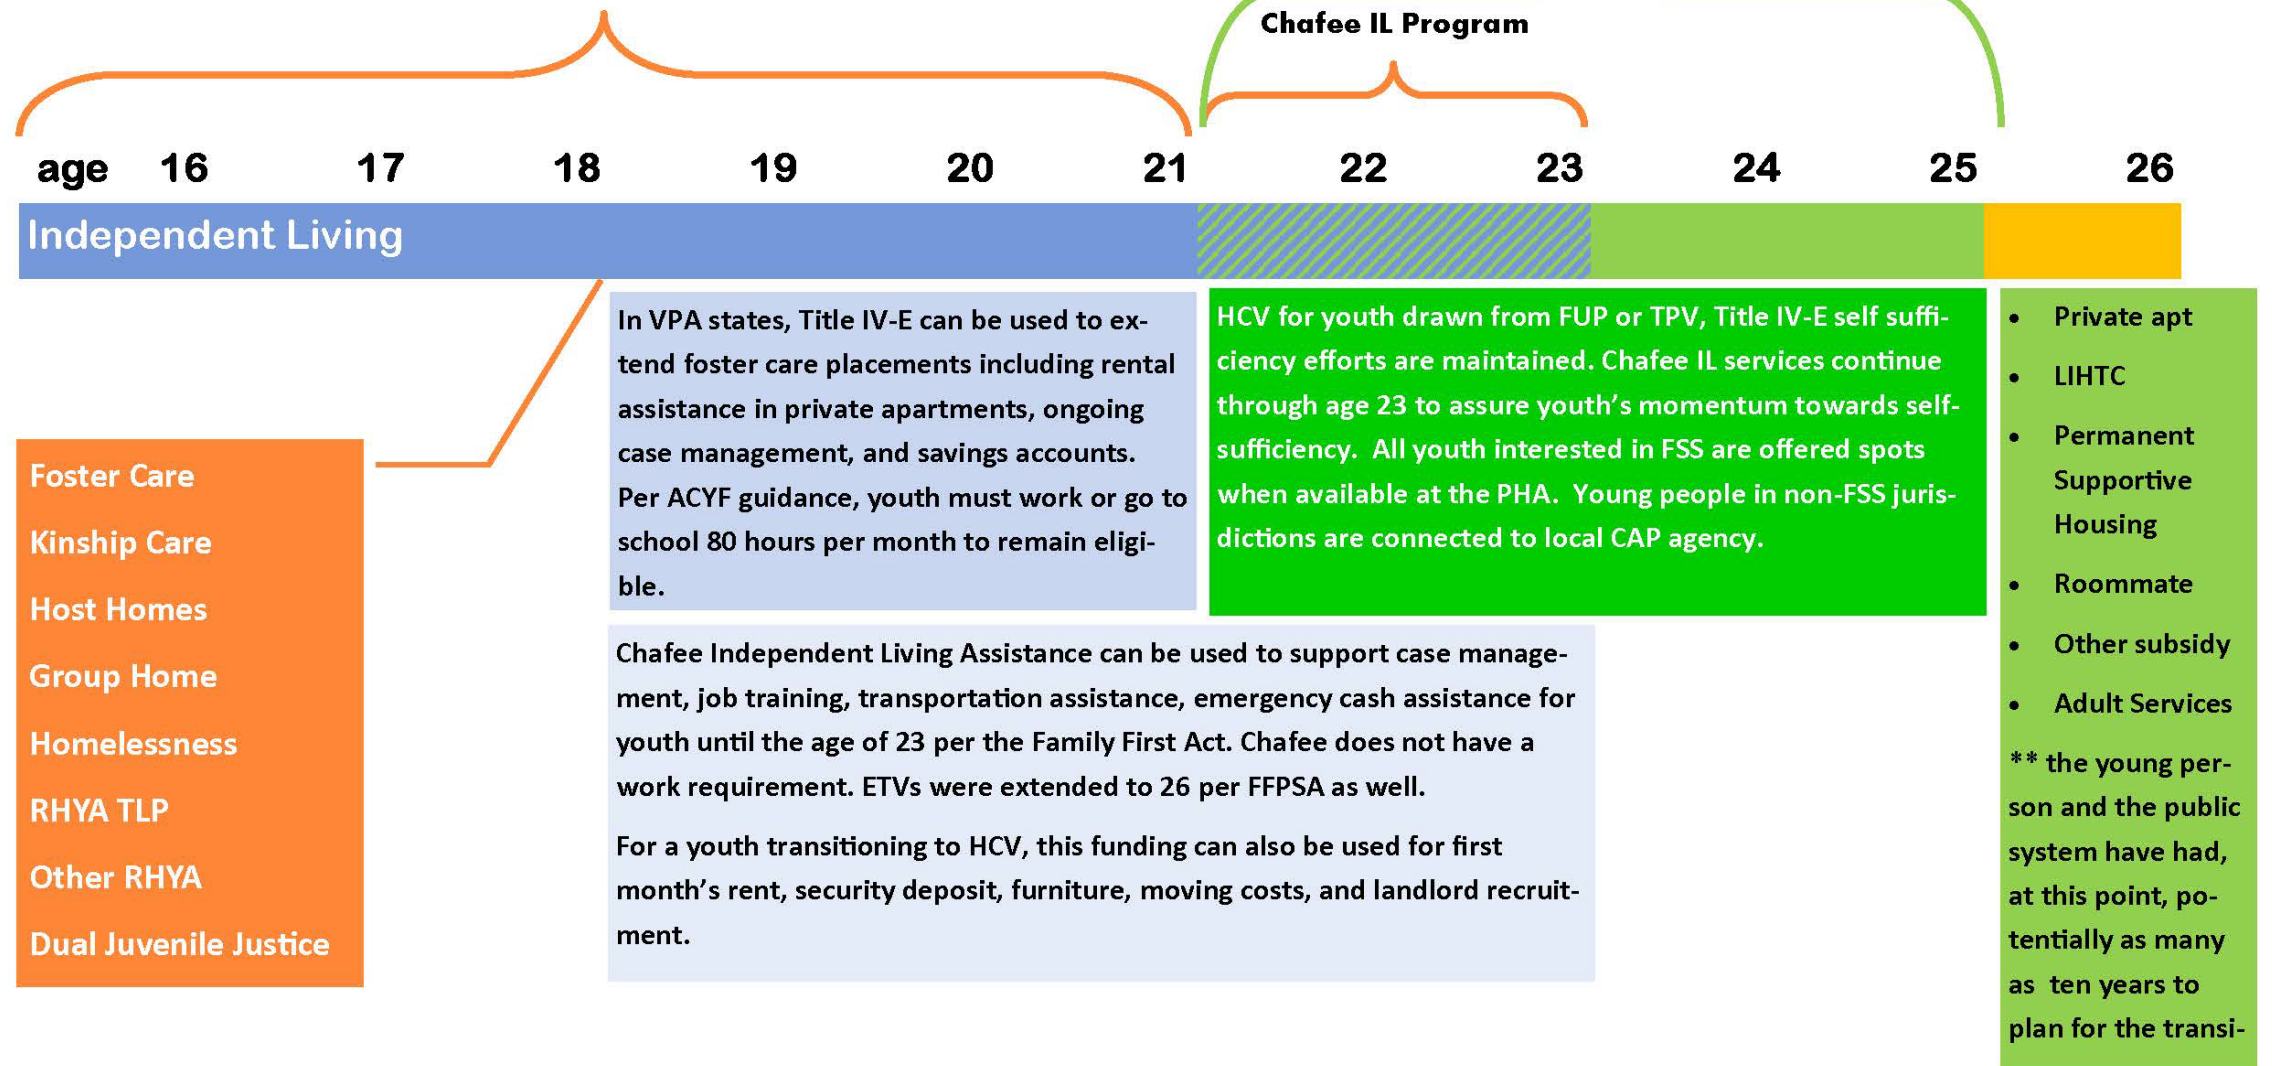 Chafee IL Program
age 16 17 18 19 20 21 22 23 24 25 26
Independent Living
Foster Care
Kinship Care
Host Homes
Group Home
Homelessness
RHYA TLP
Other RHYA
Dual Juvenile Justice
In VPA states, Title IV-E can be used to ex-
tend foster care placements including rental
assistance in private apartments, ongoing
case management, and savings accounts.
Per ACYF guidance, youth must work or go to
school 80 hours per month to remain eligi-
ble.
Chafee Independent Living Assistance can be used to support case manage-
ment, job training, transportation assistance, emergency cash assistance for
youth until the age of 23 per the Family First Act. Chafee does not have a
work requirement. ETVs were extended to 26 per FFPSA as well.
For a youth transitioning to HCV, this funding can also be used for first
month’s rent, security deposit, furniture, moving costs, and landlord recruit-
ment.
HCV for youth drawn from FUP or TPV, Title IV-E self suffi-
ciency efforts are maintained. Chafee IL services continue
through age 23 to assure youth’s momentum towards self-
sufficiency.  All youth interested in FSS are offered spots
when available at the PHA.  Young people in non-FSS juris-
dictions are connected to local CAP agency.
• Private apt
• LIHTC
• Permanent
Supportive
Housing
• Roommate
• Other subsidy
• Adult Services
** the young per-
son and the public
system have had,
at this point, po-
tentially as many
as  ten years to
plan for the transi-